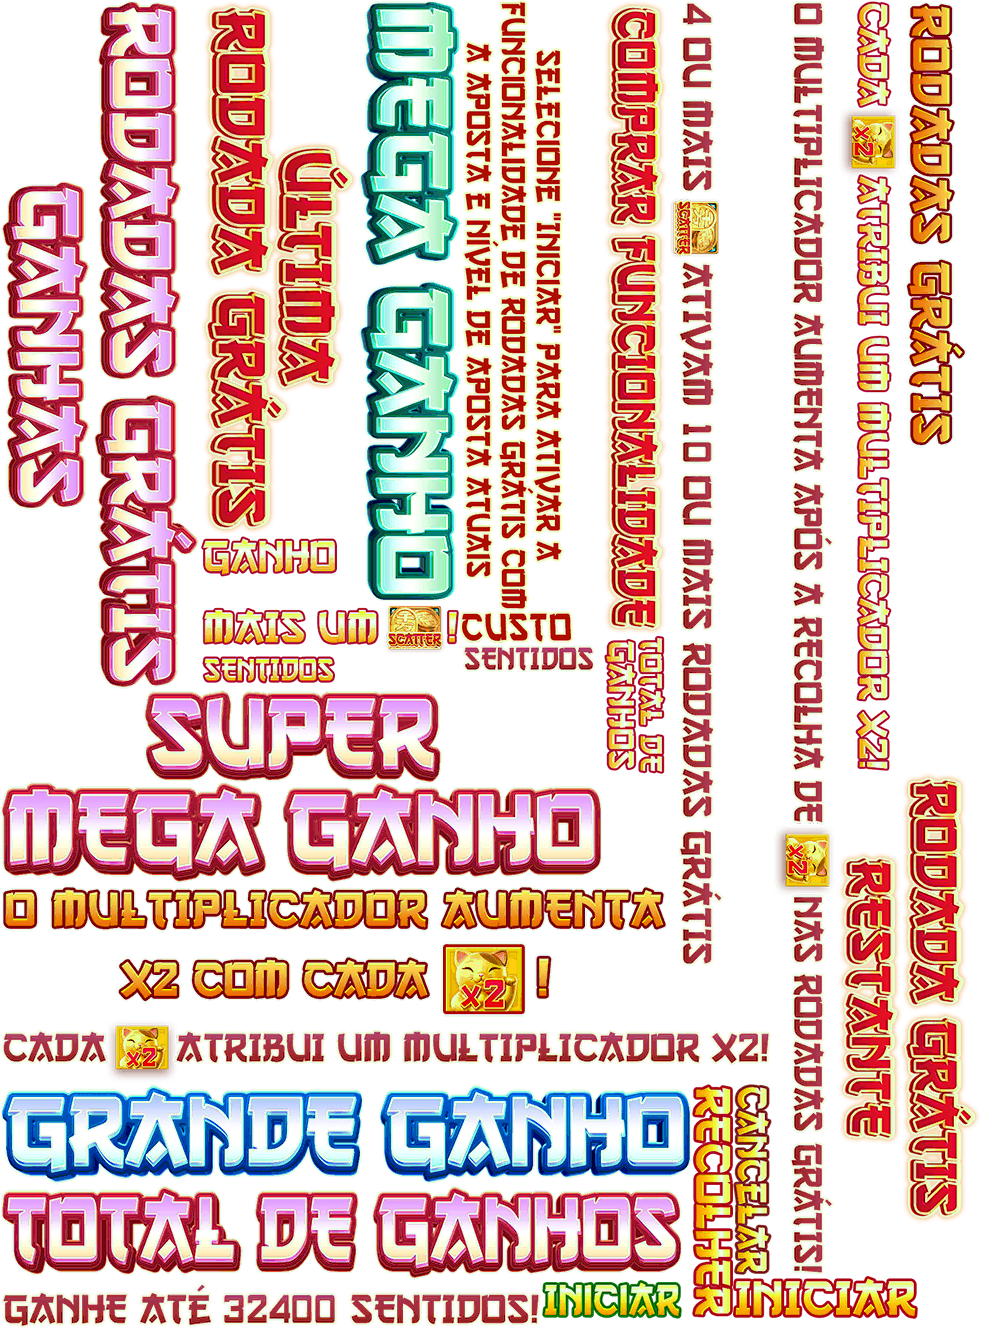 RODADAS GRÁTIS
GANHAS
ÚLTIMA
RODADA GRÁTIS
MEGA GANHO
SELECIONE "INICIAR" PARA ATIVAR A
FUNCIONALIDADE DE RODADAS GRÁTIS COM
A APOSTA E NÍVEL DE APOSTA ATUAIS
COMPRAR FUNCIONALIDADE
4 OU MAIS SCATTER ATIVAM 10 OU MAIS RODADAS GRÁTIS
O MULTIPLICADOR AUMENTA APÓS A RECOLHA DE X2 NAS RODADAS GRÁTIS!
RODADAS GRÁTIS
CADA X2 ATRIBUI UM MULTIPLICADOR X2!
GANHO
MAIS UM SCATTER !
CUSTO
SENTIDOS
SENTIDOS
TOTAL DE
GANHOS
SUPER
MEGA GANHO
O MULTIPLICADOR AUMENTA
X2 COM CADA X2 !
RODADA GRÁTIS
RESTANTE
CADA X2 ATRIBUI UM MULTIPLICADOR X2!
GRANDE GANHO
CANCELAR
RECOLHER
TOTAL DE GANHOS
GANHE ATÉ 32400 SENTIDOS!
INICIAR
INICIAR